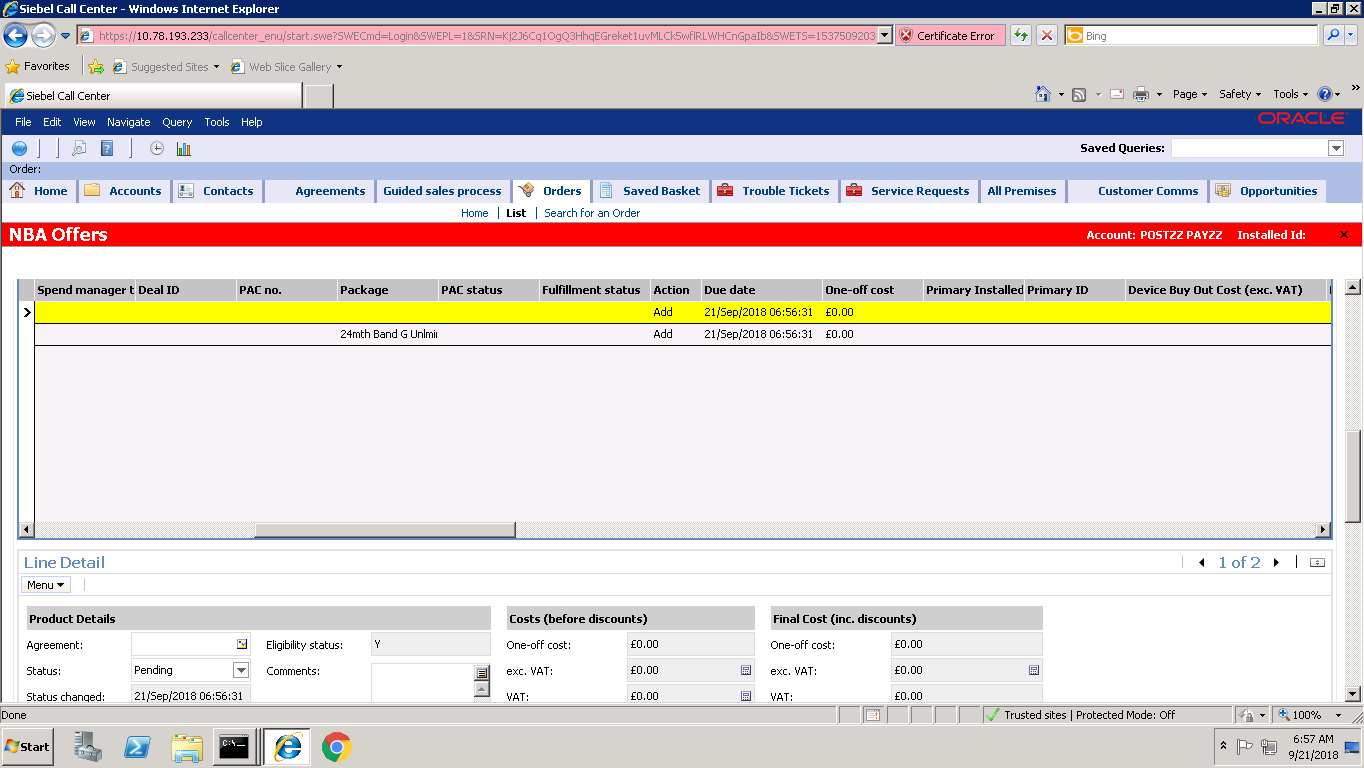 Siebel Call Center - Windows Internet Explorer
https://10.78.193.233/callcenter_enu/start.swe?SWECmd=Login&SWEPL=1&SRN=
Certificate Error
Bing
Favorites Suggested Sites Web Slice Gallery
Siebel Call Center
Page Safety Tools
File Edit View Navigate Query Tools Help
ORACLE
Saved Queries:
Order:
Home Accounts Contacts Agreements Guided sales process Orders Saved Basket Trouble Tickets Service Requests All Premises Customer Comms Opportunities
Home List Search for an Order
NBA Offers Account: POSTZZ PAYZZ Installed Id:
Spend manager t Deal ID PAC no. Package PAC status Fulfillment status Action Due date One-off cost Primary Installed Primary ID Device Buy Out Cost (exc. VAT)
Add 21/Sep/2018 06:56:31 £0.00
24mth Band G Unlmi Add 21/Sep/2018 06:56:31 £0.00
Line Detail 1 of 2
Menu
Product Details Costs (before discounts) Final Cost (inc. discounts)
Agreement: Eligibility status: Y One-off cost: £0.00 One-off cost: £0.00
Status: Pending Comments: exc. VAT: £0.00 exc. VAT: £0.00
Status changed: 21/Sep/2018 06:56:31 VAT: £0.00 VAT: £0.00
Done Trusted sites | Protected Mode: Off 100%
Start
6:57 AM
9/21/2018